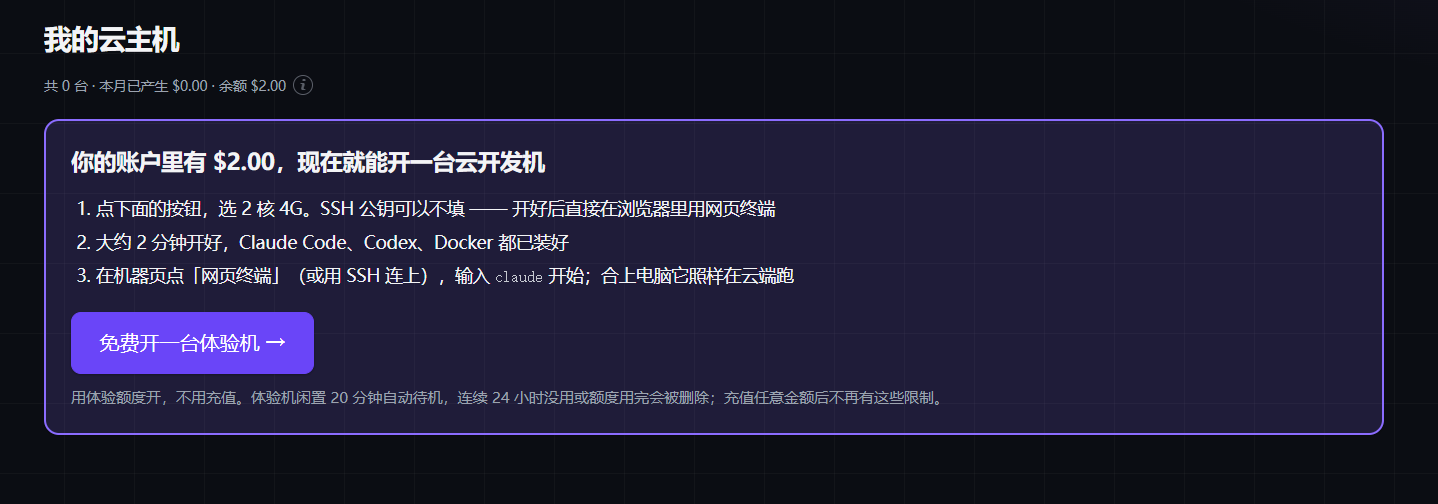 我的云主机
共 0 台 · 本月已产生 $0.00 · 余额 $2.00 i
你的账户里有 $2.00，现在就能开一台云开发机
1. 点下面的按钮，选 2 核 4G。SSH 公钥可以不填 —— 开好后直接在浏览器里用网页终端
2. 大约 2 分钟开好，Claude Code、Codex、Docker 都已装好
3. 在机器页点「网页终端」（或用 SSH 连上），输入 claude 开始；合上电脑它照样在云端跑
免费开一台体验机 →
用体验额度开，不用充值。体验机闲置 20 分钟自动待机，连续 24 小时没用或额度用完会被删除；充值任意金额后不再有这些限制。